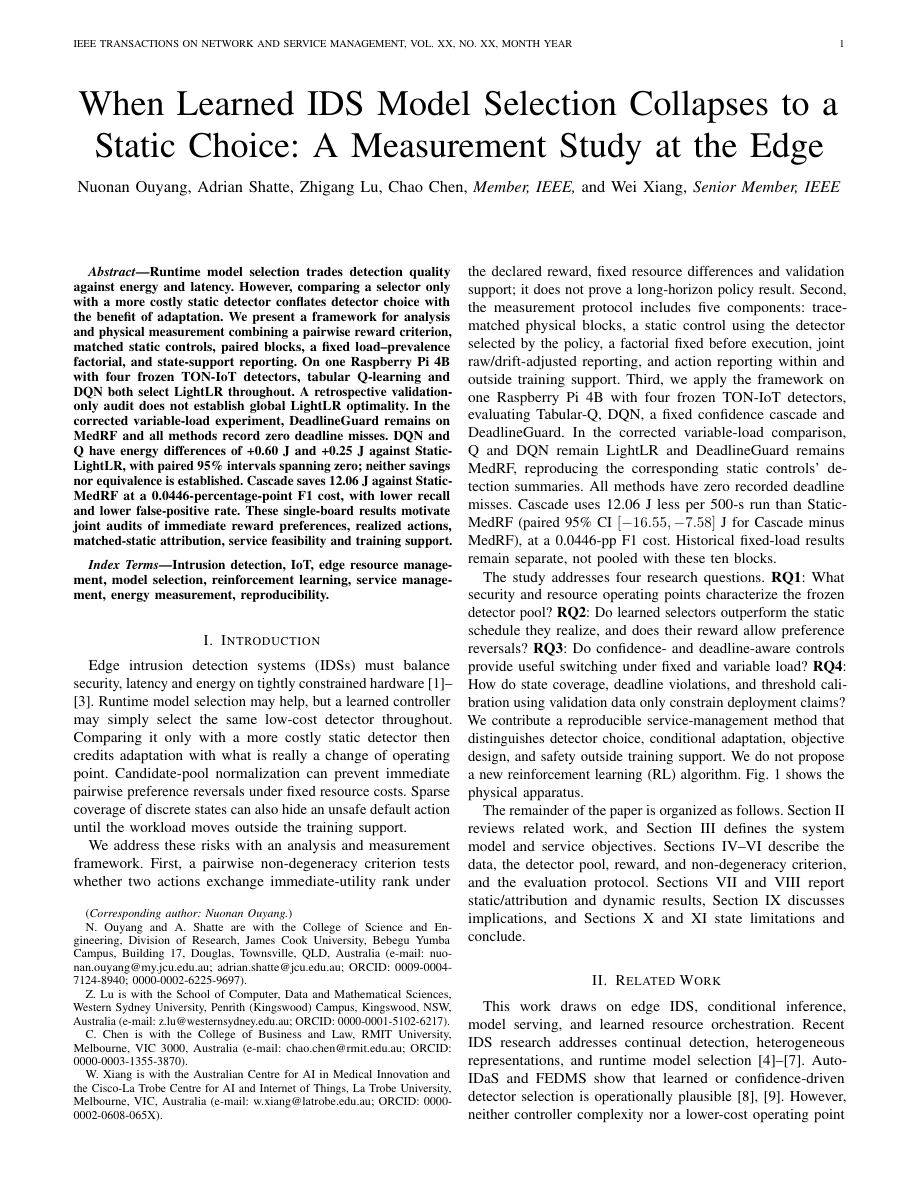 IEEE TRANSACTIONS ON NETWORK AND SERVICE MANAGEMENT, VOL. XX, NO. XX, MONTH YEAR 1
When Learned IDS Model Selection Collapses to a
Static Choice: A Measurement Study at the Edge
Nuonan Ouyang, Adrian Shatte, Zhigang Lu, Chao Chen, Member, IEEE, and Wei Xiang, Senior Member, IEEE
Abstract—Runtime model selection trades detection quality
against energy and latency. However, comparing a selector only
with a more costly static detector conflates detector choice with
the benefit of adaptation. We present a framework for analysis
and physical measurement combining a pairwise reward criterion,
matched static controls, paired blocks, a fixed load–prevalence
factorial, and state-support reporting. On one Raspberry Pi 4B
with four frozen TON-IoT detectors, tabular Q-learning and
DQN both select LightLR throughout. A retrospective validation-
only audit does not establish global LightLR optimality. In the
corrected variable-load experiment, DeadlineGuard remains on
MedRF and all methods record zero deadline misses. DQN and
Q have energy differences of +0.60 J and +0.25 J against Static-
LightLR, with paired 95% intervals spanning zero; neither savings
nor equivalence is established. Cascade saves 12.06 J against Static-
MedRF at a 0.0446-percentage-point F1 cost, with lower recall
and lower false-positive rate. These single-board results motivate
joint audits of immediate reward preferences, realized actions,
matched-static attribution, service feasibility and training support.
Index Terms—Intrusion detection, IoT, edge resource manage-
ment, model selection, reinforcement learning, service manage-
ment, energy measurement, reproducibility.
I. INTRODUCTION
Edge intrusion detection systems (IDSs) must balance
security, latency and energy on tightly constrained hardware [1]–
[3]. Runtime model selection may help, but a learned controller
may simply select the same low-cost detector throughout.
Comparing it only with a more costly static detector then
credits adaptation with what is really a change of operating
point. Candidate-pool normalization can prevent immediate
pairwise preference reversals under fixed resource costs. Sparse
coverage of discrete states can also hide an unsafe default action
until the workload moves outside the training support.
We address these risks with an analysis and measurement
framework. First, a pairwise non-degeneracy criterion tests
whether two actions exchange immediate-utility rank under
(Corresponding author: Nuonan Ouyang.)
N. Ouyang and A. Shatte are with the College of Science and En-
gineering, Division of Research, James Cook University, Bebegu Yumba
Campus, Building 17, Douglas, Townsville, QLD, Australia (e-mail: nuo-
nan.ouyang@my.jcu.edu.au; adrian.shatte@jcu.edu.au; ORCID: 0009-0004-
7124-8940; 0000-0002-6225-9697).
Z. Lu is with the School of Computer, Data and Mathematical Sciences,
Western Sydney University, Penrith (Kingswood) Campus, Kingswood, NSW,
Australia (e-mail: z.lu@westernsydney.edu.au; ORCID: 0000-0001-5102-6217).
C. Chen is with the College of Business and Law, RMIT University,
Melbourne, VIC 3000, Australia (e-mail: chao.chen@rmit.edu.au; ORCID:
0000-0003-1355-3870).
W. Xiang is with the Australian Centre for AI in Medical Innovation and
the Cisco-La Trobe Centre for AI and Internet of Things, La Trobe University,
Melbourne, VIC, Australia (e-mail: w.xiang@latrobe.edu.au; ORCID: 0000-
0002-0608-065X).
the declared reward, fixed resource differences and validation
support; it does not prove a long-horizon policy result. Second,
the measurement protocol includes five components: trace-
matched physical blocks, a static control using the detector
selected by the policy, a factorial fixed before execution, joint
raw/drift-adjusted reporting, and action reporting within and
outside training support. Third, we apply the framework on
one Raspberry Pi 4B with four frozen TON-IoT detectors,
evaluating Tabular-Q, DQN, a fixed confidence cascade and
DeadlineGuard. In the corrected variable-load comparison,
Q and DQN remain LightLR and DeadlineGuard remains
MedRF, reproducing the corresponding static controls' de-
tection summaries. All methods have zero recorded deadline
misses. Cascade uses 12.06 J less per 500-s run than Static-
MedRF (paired 95% CI [−16.55, −7.58] J for Cascade minus
MedRF), at a 0.0446-pp F1 cost. Historical fixed-load results
remain separate, not pooled with these ten blocks.
The study addresses four research questions. RQ1: What
security and resource operating points characterize the frozen
detector pool? RQ2: Do learned selectors outperform the static
schedule they realize, and does their reward allow preference
reversals? RQ3: Do confidence- and deadline-aware controls
provide useful switching under fixed and variable load? RQ4:
How do state coverage, deadline violations, and threshold cali-
bration using validation data only constrain deployment claims?
We contribute a reproducible service-management method that
distinguishes detector choice, conditional adaptation, objective
design, and safety outside training support. We do not propose
a new reinforcement learning (RL) algorithm. Fig. 1 shows the
physical apparatus.
The remainder of the paper is organized as follows. Section II
reviews related work, and Section III defines the system
model and service objectives. Sections IV–VI describe the
data, the detector pool, reward, and non-degeneracy criterion,
and the evaluation protocol. Sections VII and VIII report
static/attribution and dynamic results, Section IX discusses
implications, and Sections X and XI state limitations and
conclude.
II. RELATED WORK
This work draws on edge IDS, conditional inference,
model serving, and learned resource orchestration. Recent
IDS research addresses continual detection, heterogeneous
representations, and runtime model selection [4]–[7]. Auto-
IDaS and FEDMS show that learned or confidence-driven
detector selection is operationally plausible [8], [9]. However,
neither controller complexity nor a lower-cost operating point